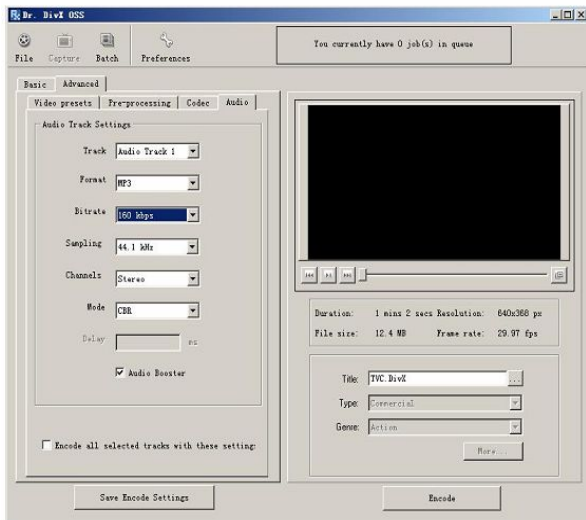 Dr. DivX OSS
You currently have 0 job(s) in queue
File Capture Batch Preferences
Basic Advanced
Video presets Pre-processing Codec Audio
Audio Track Settings
Track Audio Track 1
Format MP3
Bitrate 160 kbps
Sampling 44.1 kHz
Channels Stereo
Mode CBR
Delay ms
Audio Booster
Encode all selected tracks with these setting:
Save Encode Settings
Duration: 1 mins 2 secs Resolution: 640x368 px
File size: 12.4 MB Frame rate: 29.97 fps
Title: TVC.DivX ...
Type: Commercial
Genre: Action
More...
Encode